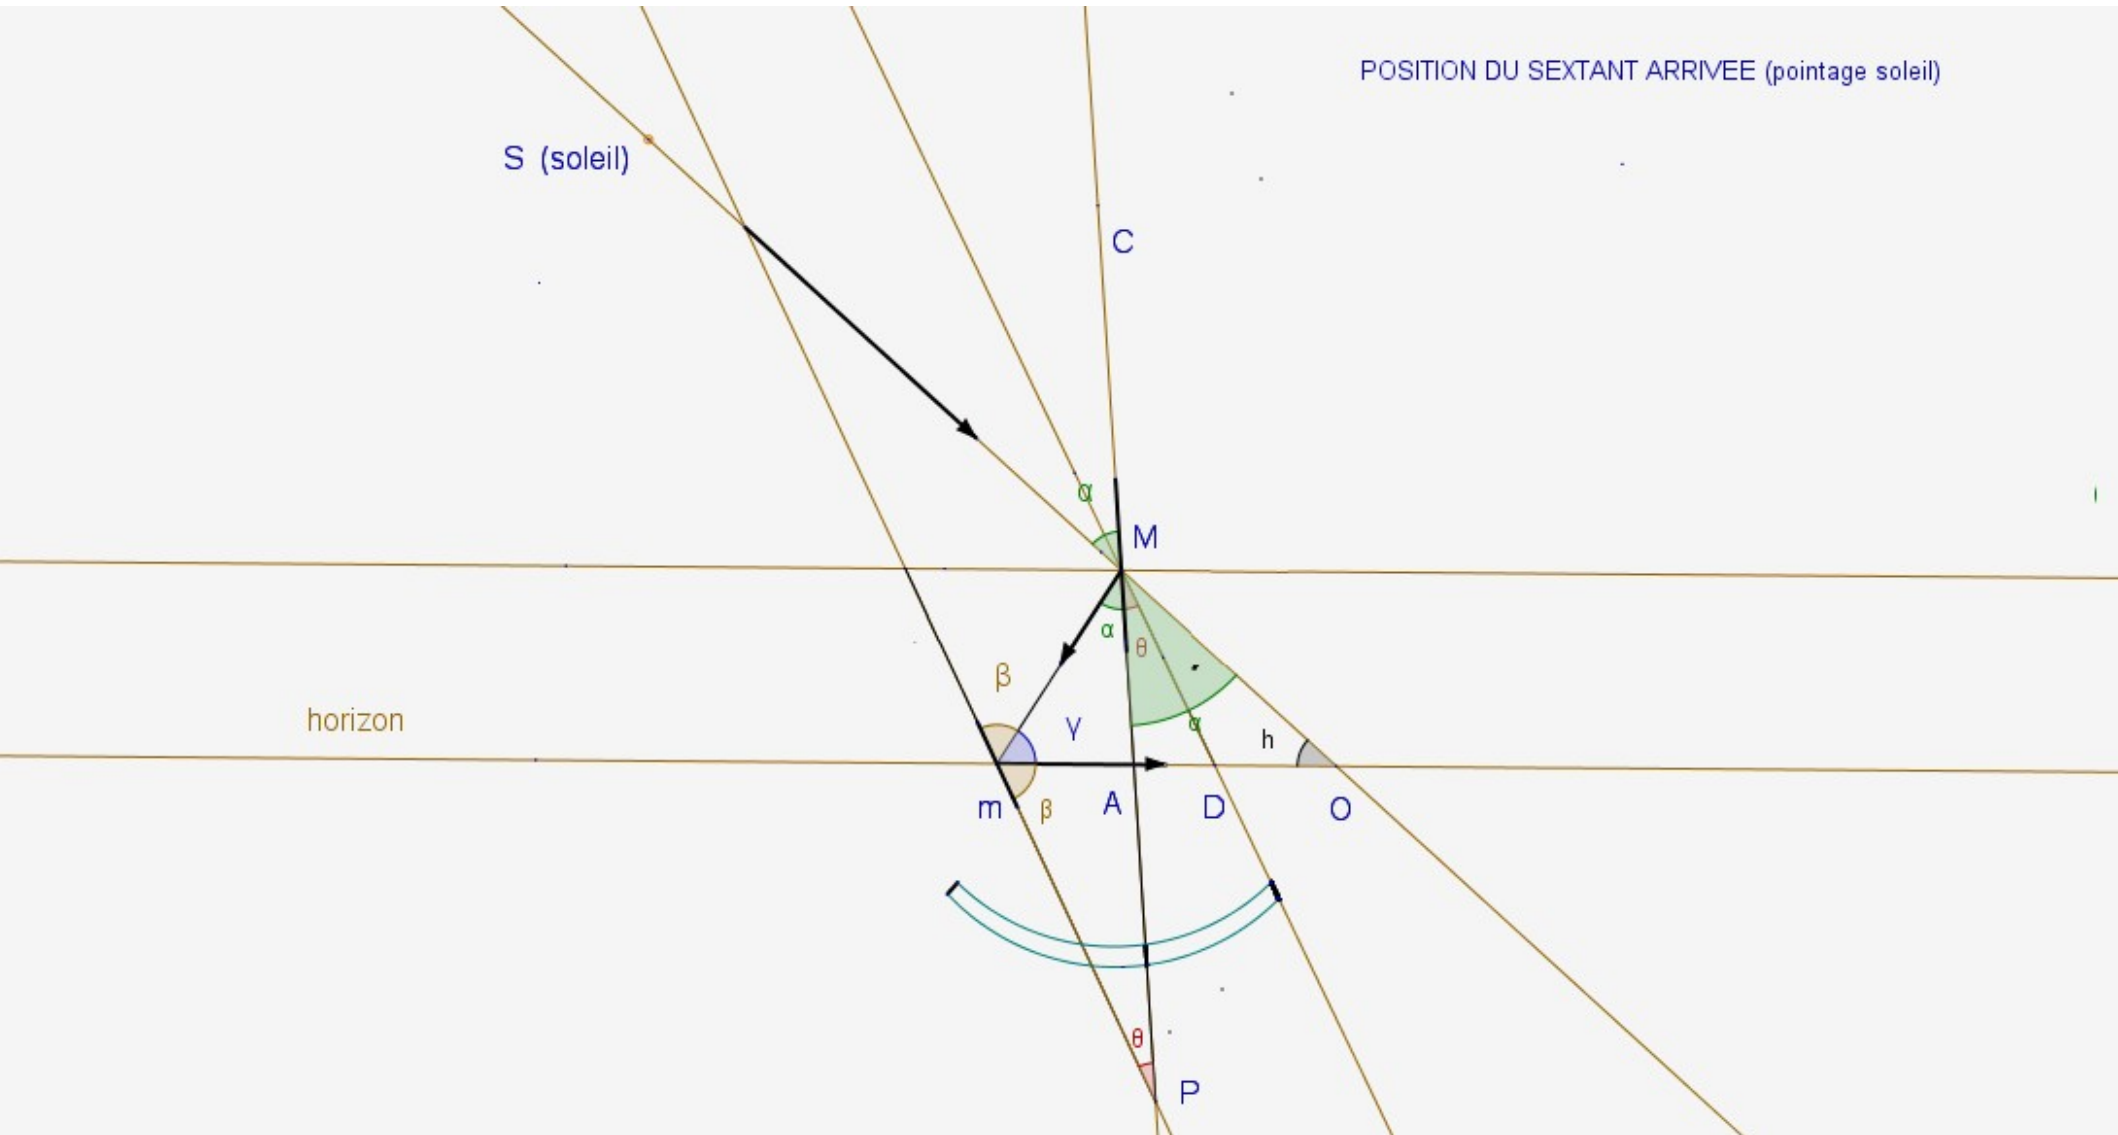 POSITION DU SEXTANT ARRIVEE (pointage soleil)
S (soleil)
C
α
M
α
θ
β
horizon
γ
α
h
m
β
A
D
O
θ
P